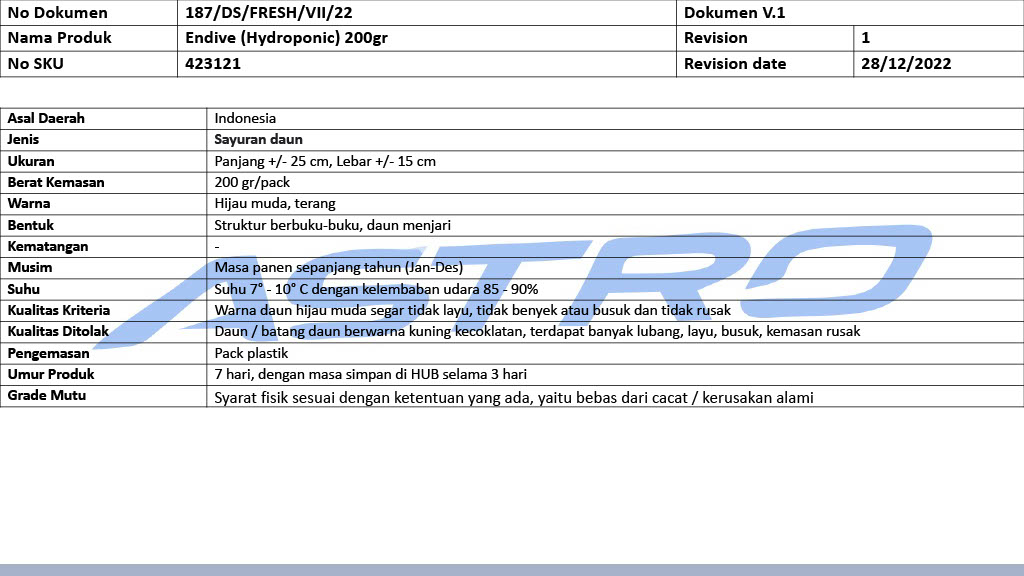 No Dokumen 187/DS/FRESH/VII/22 Dokumen V.1
Nama Produk Endive (Hydroponic) 200gr Revision 1
No SKU 423121 Revision date 28/12/2022
Asal Daerah Indonesia
Jenis Sayuran daun
Ukuran Panjang +/- 25 cm, Lebar +/- 15 cm
Berat Kemasan 200 gr/pack
Warna Hijau muda, terang
Bentuk Struktur berbuku-buku, daun menjari
Kematangan -
Musim Masa panen sepanjang tahun (Jan-Des)
Suhu Suhu 7° - 10° C dengan kelembaban udara 85 - 90%
Kualitas Kriteria Warna daun hijau muda segar tidak layu, tidak benyek atau busuk dan tidak rusak
Kualitas Ditolak Daun / batang daun berwarna kuning kecoklatan, terdapat banyak lubang, layu, busuk, kemasan rusak
Pengemasan Pack plastik
Umur Produk 7 hari, dengan masa simpan di HUB selama 3 hari
Grade Mutu Syarat fisik sesuai dengan ketentuan yang ada, yaitu bebas dari cacat / kerusakan alami
ASTRO